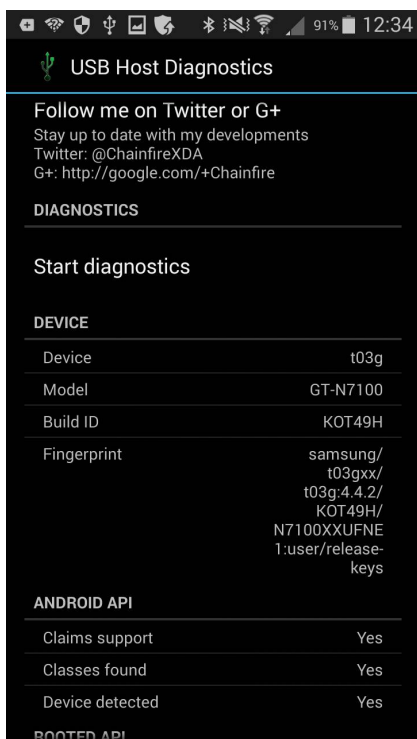 91% 12:34
USB Host Diagnostics
Follow me on Twitter or G+
Stay up to date with my developments
Twitter: @ChainfireXDA
G+: http://google.com/+Chainfire
DIAGNOSTICS
Start diagnostics
DEVICE
Device t03g
Model GT-N7100
Build ID KOT49H
Fingerprint samsung/
t03gxx/
t03g:4.4.2/
KOT49H/
N7100XXUFNE
1:user/release-
keys
ANDROID API
Claims support Yes
Classes found Yes
Device detected Yes
ROOTED API